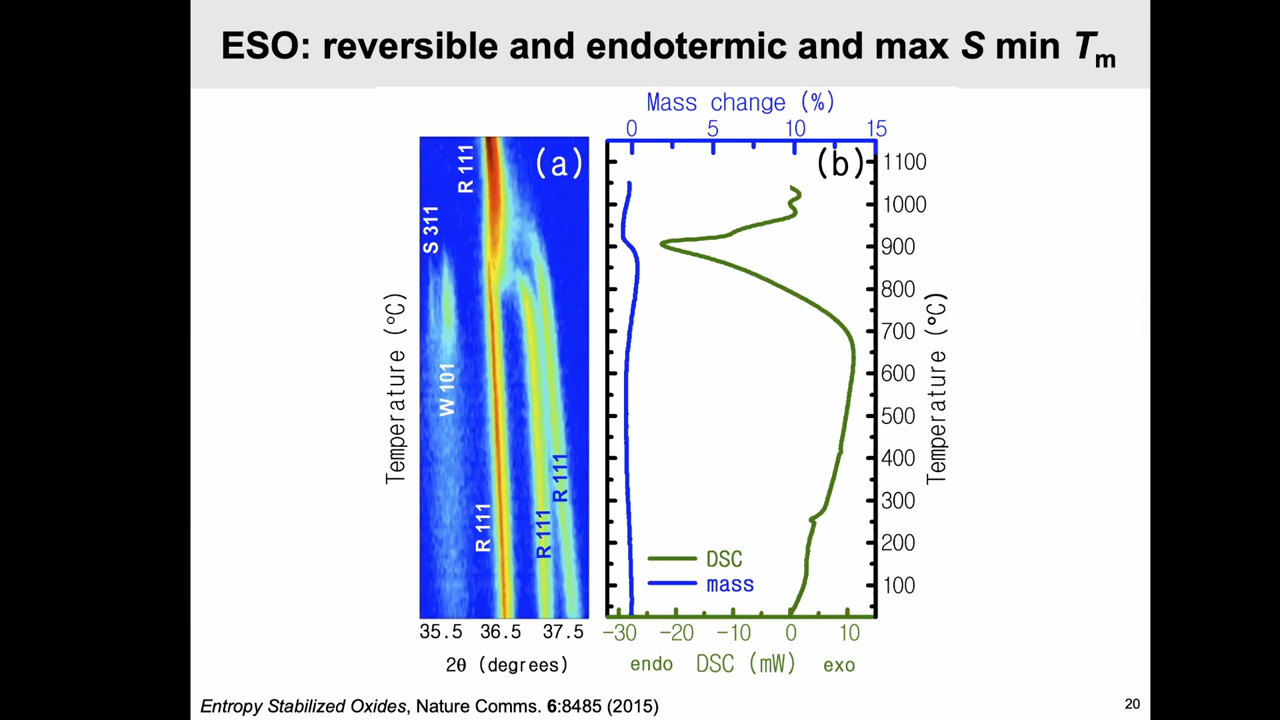 ESO: reversible and endotermic and max S min Tm
Mass change (%)
0 5 10 15
R 111
(a)
S 311
W 101
R 111
R 111
R 111
Temperature (°C)
35.5 36.5 37.5
2θ (degrees)
(b)
1100
1000
900
800
700
600
500
400
300
200
100
Temperature (°C)
DSC
mass
-30 -20 -10 0 10
endo DSC (mW) exo
Entropy Stabilized Oxides, Nature Comms. 6:8485 (2015)
20